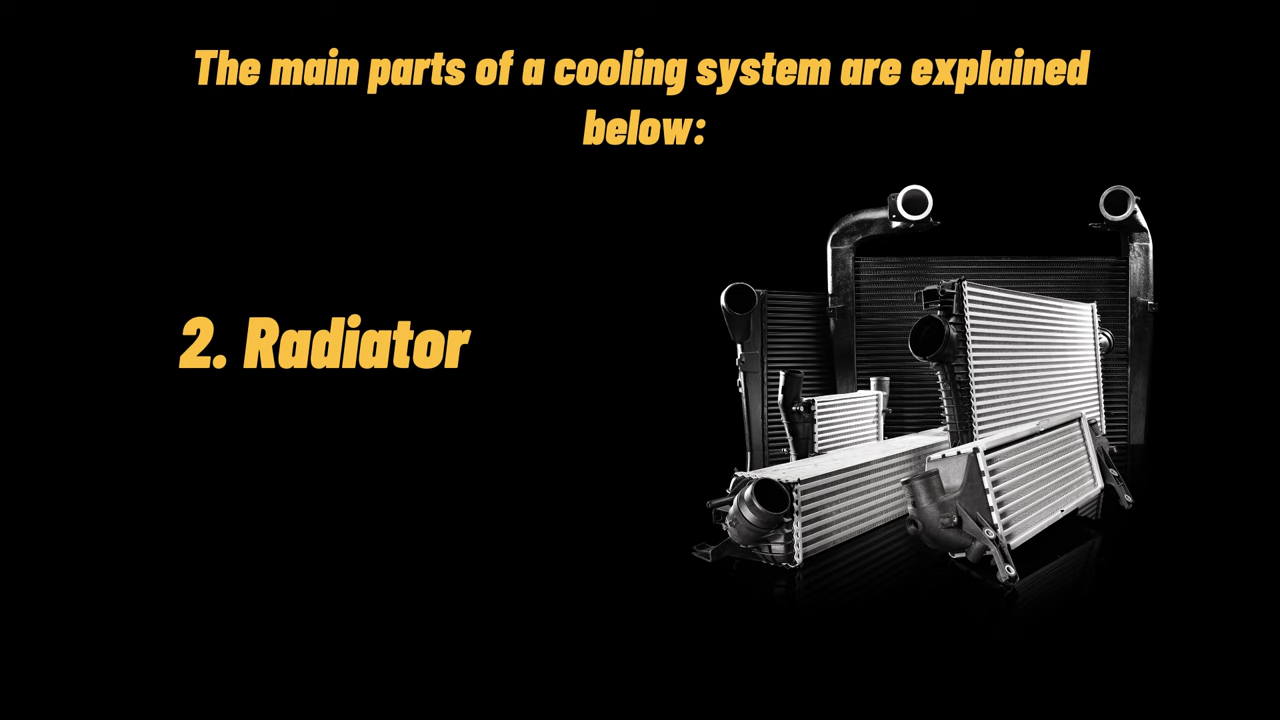 The main parts of a cooling system are explained
below:
2. Radiator